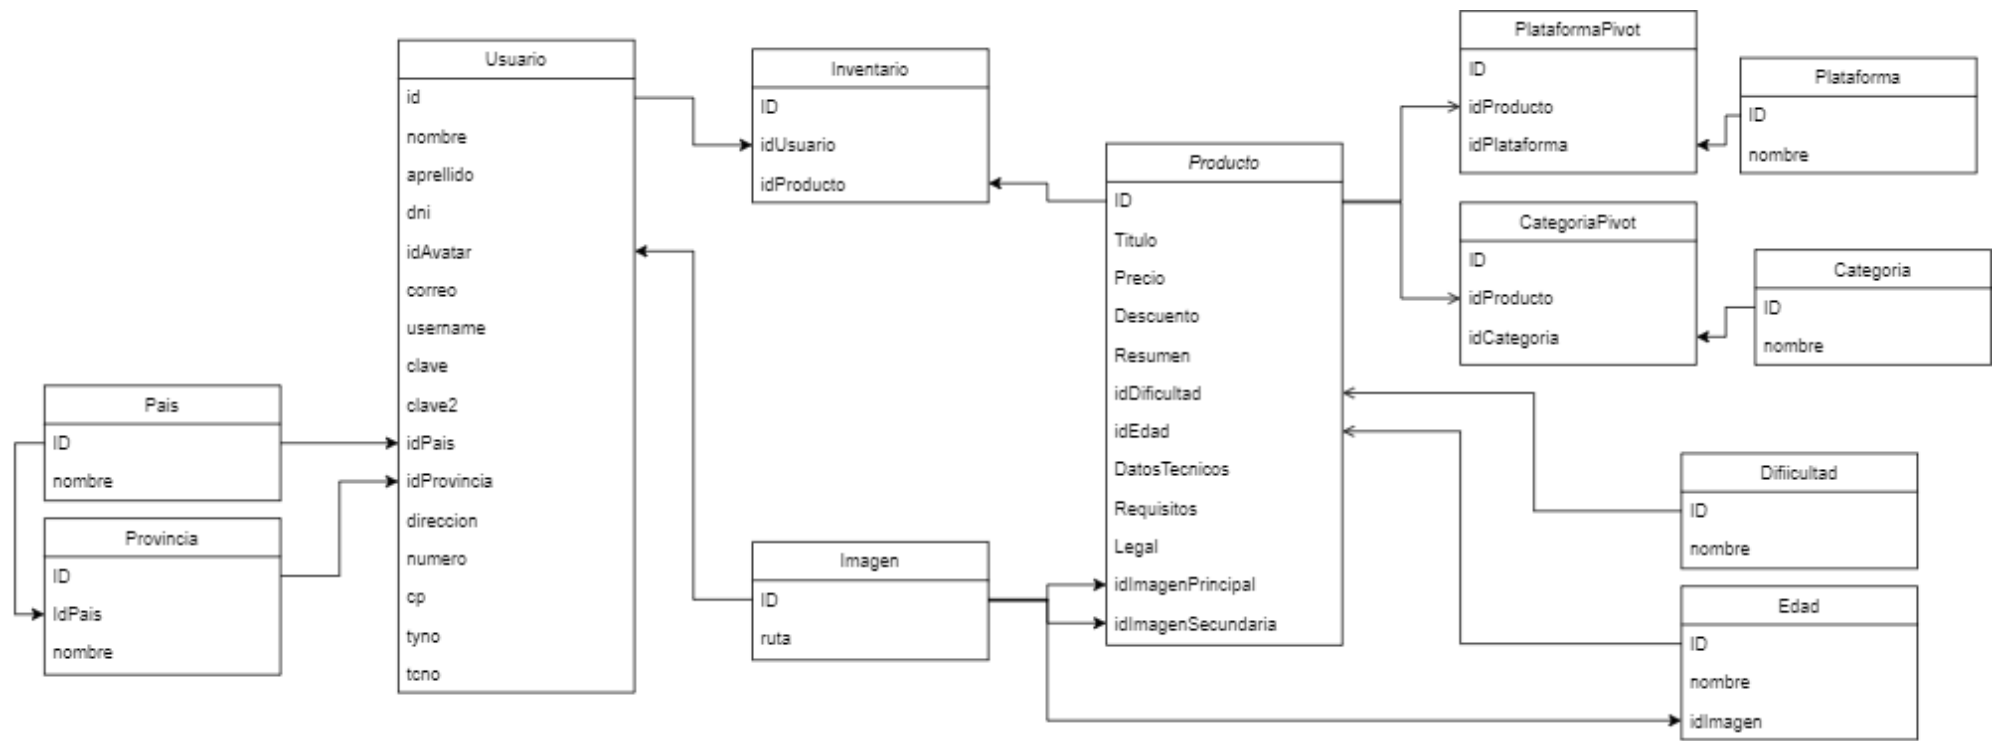 Usuario
id
nombre
aprellido
dni
idAvatar
correo
username
clave
clave2
idPais
idProvincia
direccion
numero
cp
tyno
tcno
Pais
ID
nombre
Provincia
ID
IdPais
nombre
Inventario
ID
idUsuario
idProducto
Imagen
ID
ruta
Producto
ID
Titulo
Precio
Descuento
Resumen
idDificultad
idEdad
DatosTecnicos
Requisitos
Legal
idImagenPrincipal
idImagenSecundaria
PlataformaPivot
ID
idProducto
idPlataforma
Plataforma
ID
nombre
CategoriaPivot
ID
idProducto
idCategoria
Categoria
ID
nombre
Difiicultad
ID
nombre
Edad
ID
nombre
idImagen